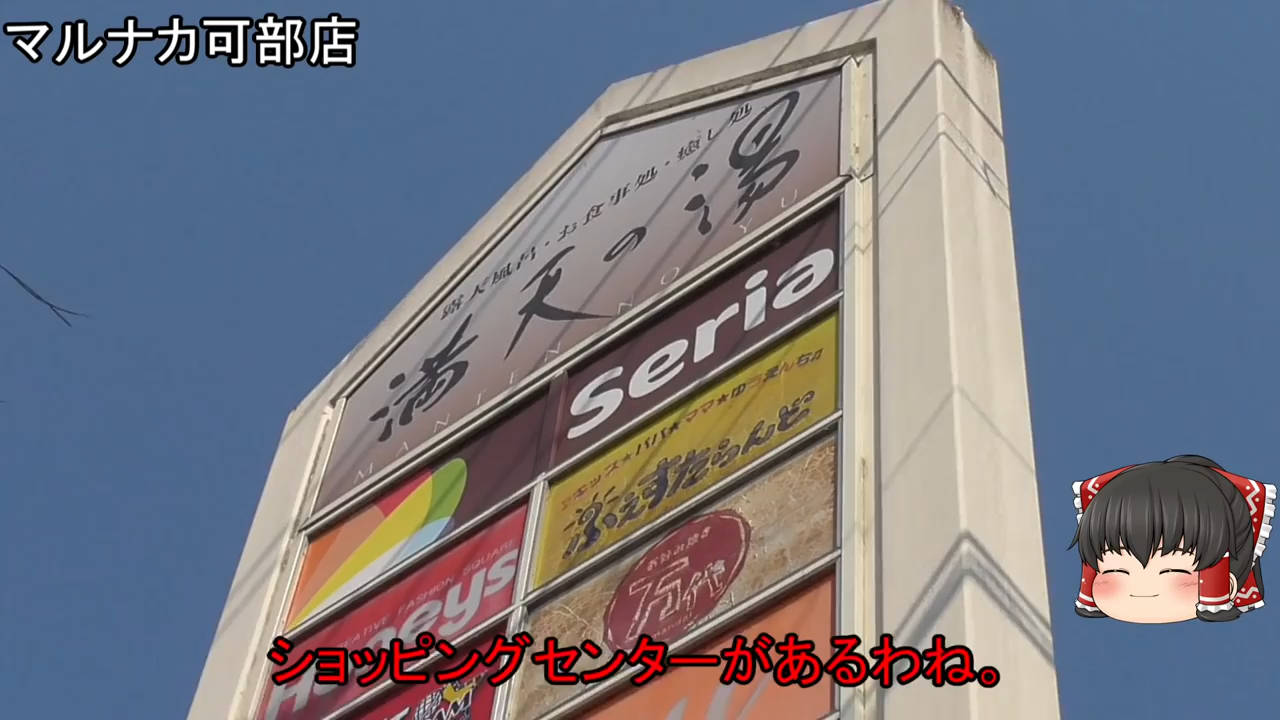 マルナカ可部店
露天風呂・お食事処・癒し処
満天の湯
MANTEN NO YU
Seria
キッズ★パパ★ママ★ゆうえんち♫
ふぇすたらんど
CREATIVE FASHION SQUARE
Honeys
お好み焼き
万代
ショッピングセンターがあるわね。